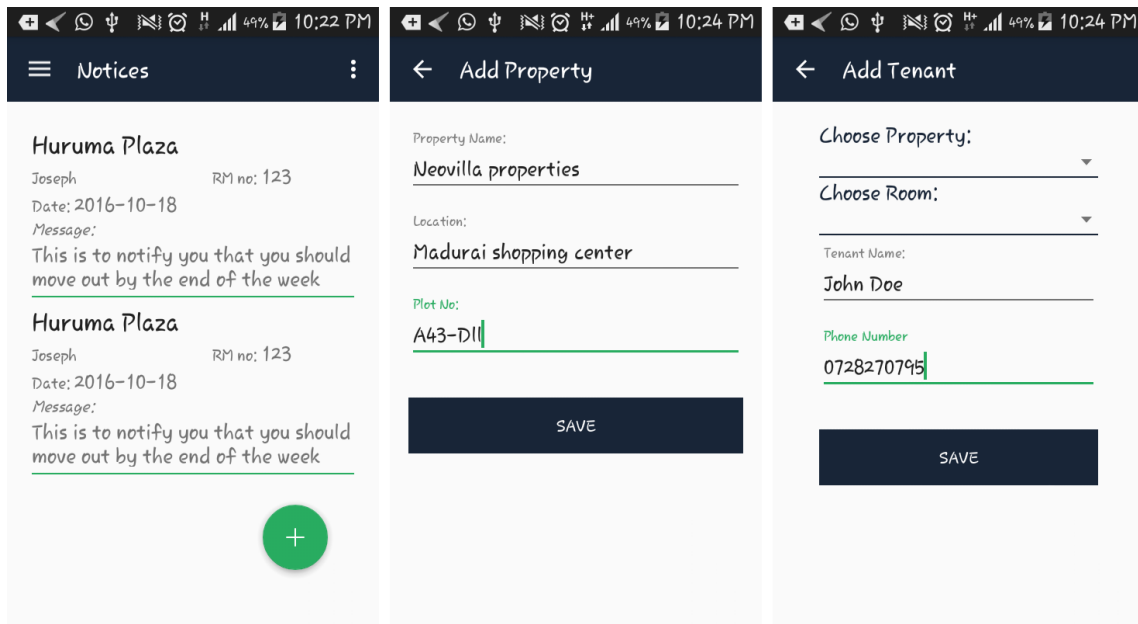 H 49% 10:22 PM
Notices
Huruma Plaza
Joseph RM no: 123
Date: 2016-10-18
Message:
This is to notify you that you should
move out by the end of the week
Huruma Plaza
Joseph RM no: 123
Date: 2016-10-18
Message:
This is to notify you that you should
move out by the end of the week
+
H+ 49% 10:24 PM
Add Property
Property Name:
Neovilla properties
Location:
Madurai shopping center
Plot No:
A43-Dll
SAVE
H+ 49% 10:24 PM
Add Tenant
Choose Property:
Choose Room:
Tenant Name:
John Doe
Phone Number
0728270795
SAVE